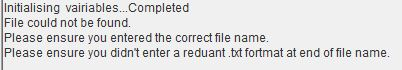 Initialising  vairiables...Completed
File could not be found.
Please ensure you entered the correct file name.
Please ensure you didn't enter a reduant .txt fortmat at end of file name.